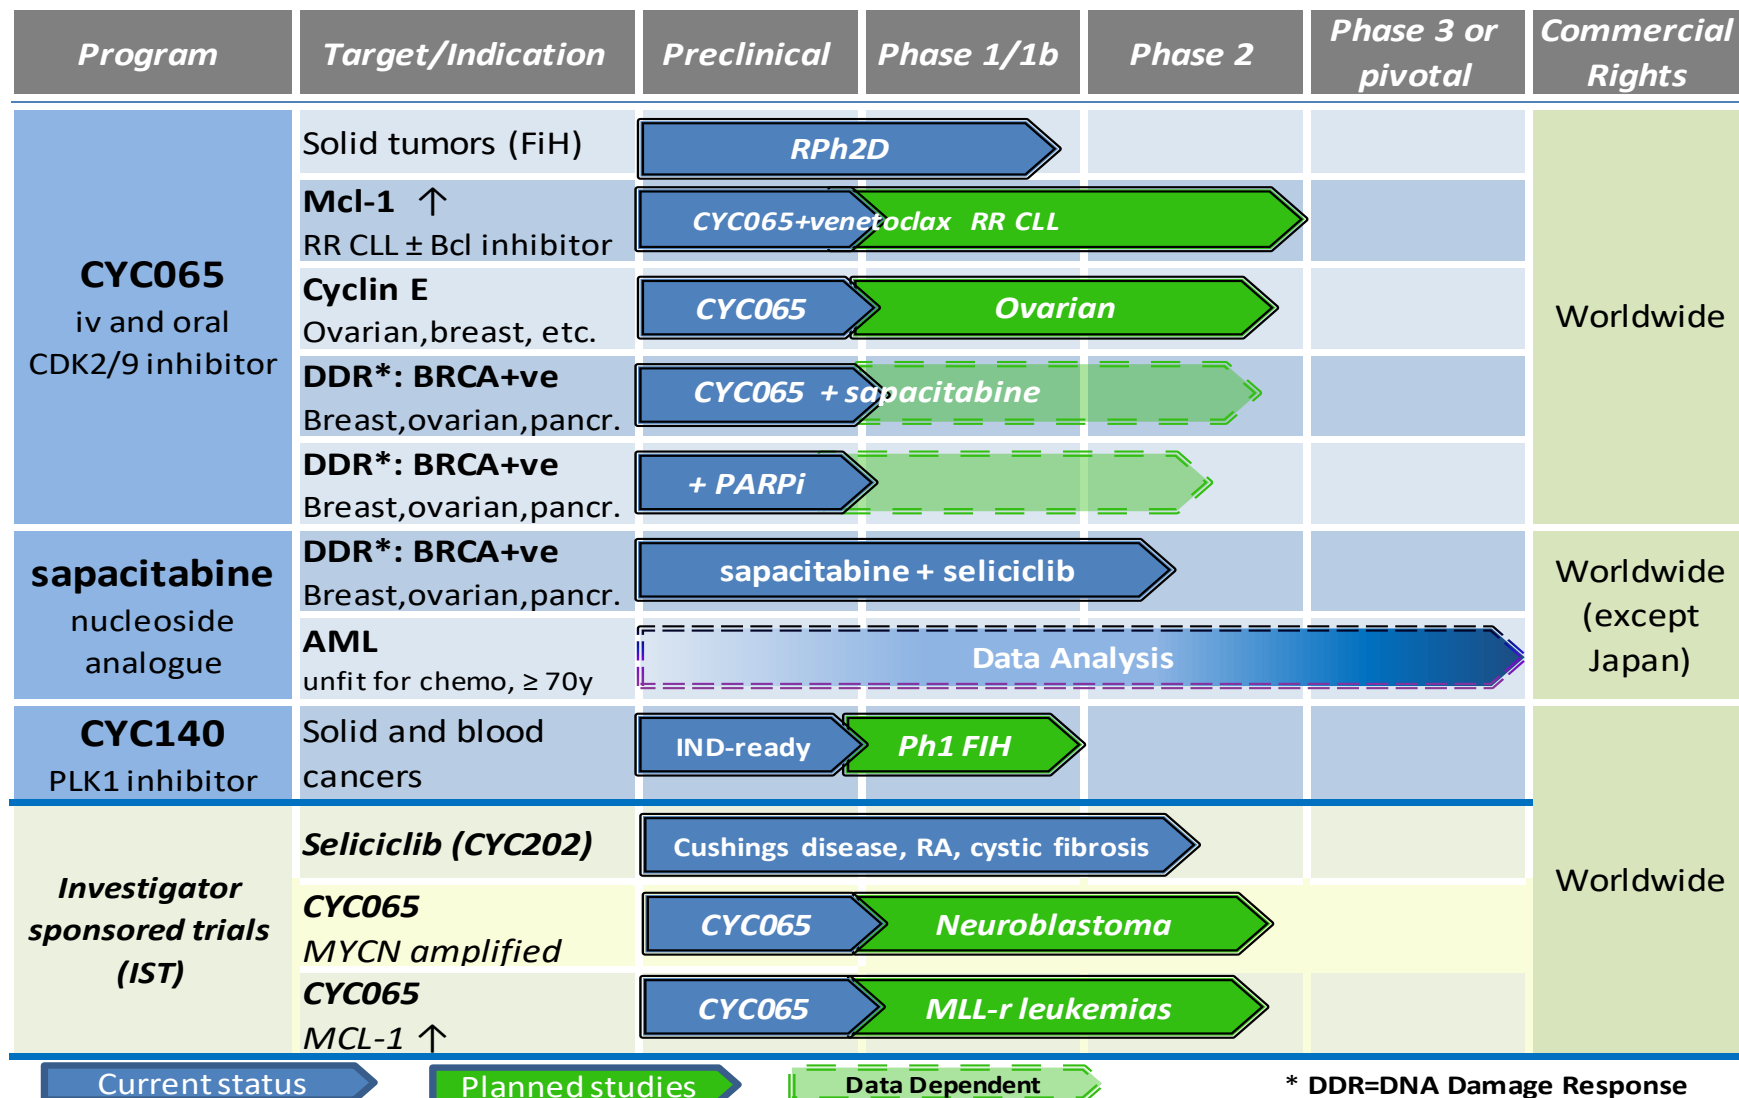 Program
Target/Indication
Preclinical
Phase 1/1b
Phase 2
Phase 3 or
pivotal
Commercial
Rights
CYC065
iv and oral
CDK2/9 inhibitor
Solid tumors (FiH)
RPh2D
Mcl-1 ↑
RR CLL ± Bcl inhibitor
CYC065+venetoclax RR CLL
Cyclin E
Ovarian,breast, etc.
CYC065
Ovarian
DDR*: BRCA+ve
Breast,ovarian,pancr.
CYC065 + sapacitabine
DDR*: BRCA+ve
Breast,ovarian,pancr.
+ PARPi
Worldwide
sapacitabine
nucleoside
analogue
DDR*: BRCA+ve
Breast,ovarian,pancr.
sapacitabine + seliciclib
AML
unfit for chemo, ≥ 70y
Data Analysis
Worldwide
(except
Japan)
CYC140
PLK1 inhibitor
Solid and blood
cancers
IND-ready
Ph1 FIH
Investigator
sponsored trials
(IST)
Seliciclib (CYC202)
Cushings disease, RA, cystic fibrosis
CYC065
MYCN amplified
CYC065
Neuroblastoma
CYC065
MCL-1 ↑
CYC065
MLL-r leukemias
Worldwide
Current status
Planned studies
Data Dependent
* DDR=DNA Damage Response